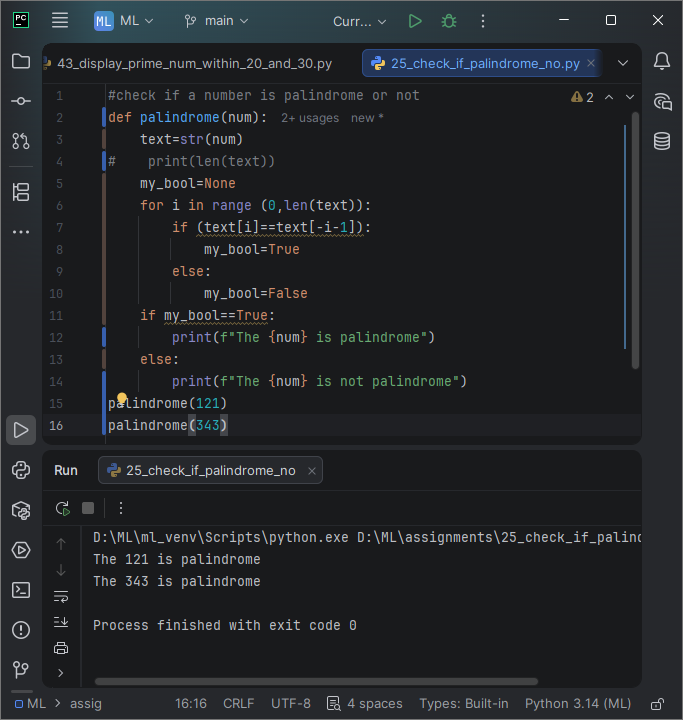 PC ML ML main Curr...
43_display_prime_num_within_20_and_30.py 25_check_if_palindrome_no.py
1 #check if a number is palindrome or not 2
2 def palindrome(num): 2+ usages new *
3 text=str(num)
4 # print(len(text))
5 my_bool=None
6 for i in range (0,len(text)):
7 if (text[i]==text[-i-1]):
8 my_bool=True
9 else:
10 my_bool=False
11 if my_bool==True:
12 print(f"The {num} is palindrome")
13 else:
14 print(f"The {num} is not palindrome")
15 palindrome(121)
16 palindrome(343)
Run 25_check_if_palindrome_no
D:\ML\ml_venv\Scripts\python.exe D:\ML\assignments\25_check_if_palind
The 121 is palindrome
The 343 is palindrome
Process finished with exit code 0
ML assig 16:16 CRLF UTF-8 4 spaces Types: Built-in Python 3.14 (ML)